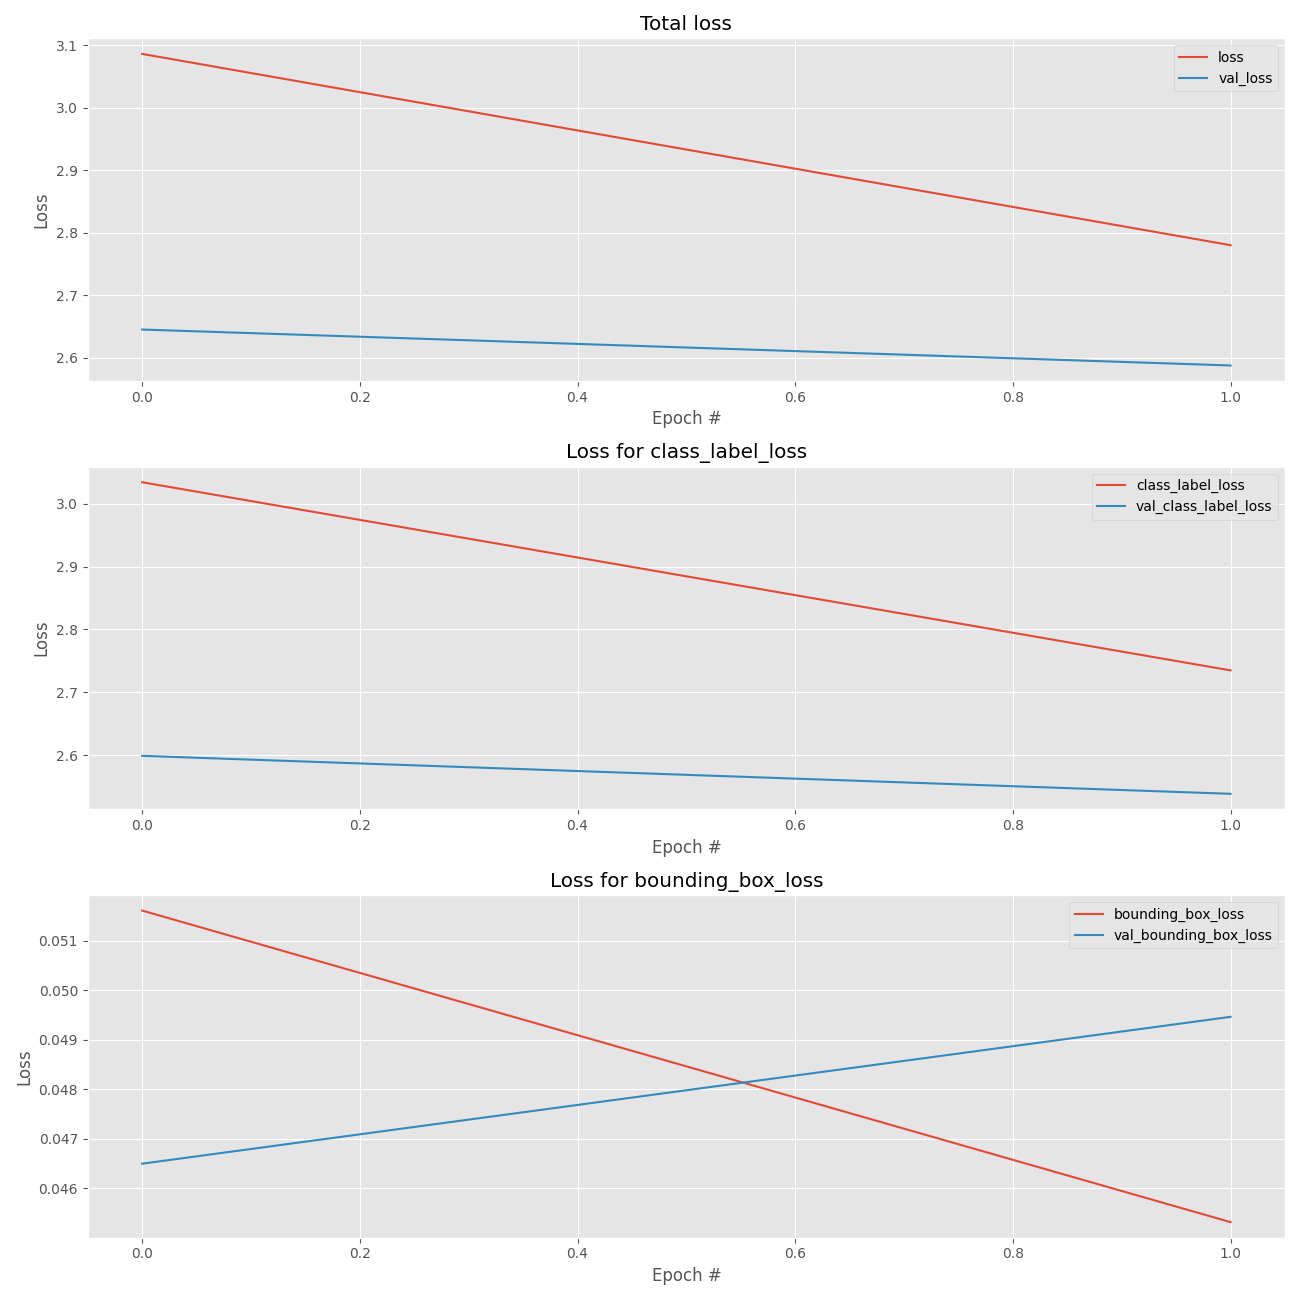 Total loss
3.1
3.0
2.9
2.8
2.7
2.6
Loss
loss
val_loss
0.0 0.2 0.4 0.6 0.8 1.0
Epoch #
Loss for class_label_loss
3.0
2.9
2.8
2.7
2.6
Loss
class_label_loss
val_class_label_loss
0.0 0.2 0.4 0.6 0.8 1.0
Epoch #
Loss for bounding_box_loss
0.051
0.050
0.049
0.048
0.047
0.046
Loss
bounding_box_loss
val_bounding_box_loss
0.0 0.2 0.4 0.6 0.8 1.0
Epoch #